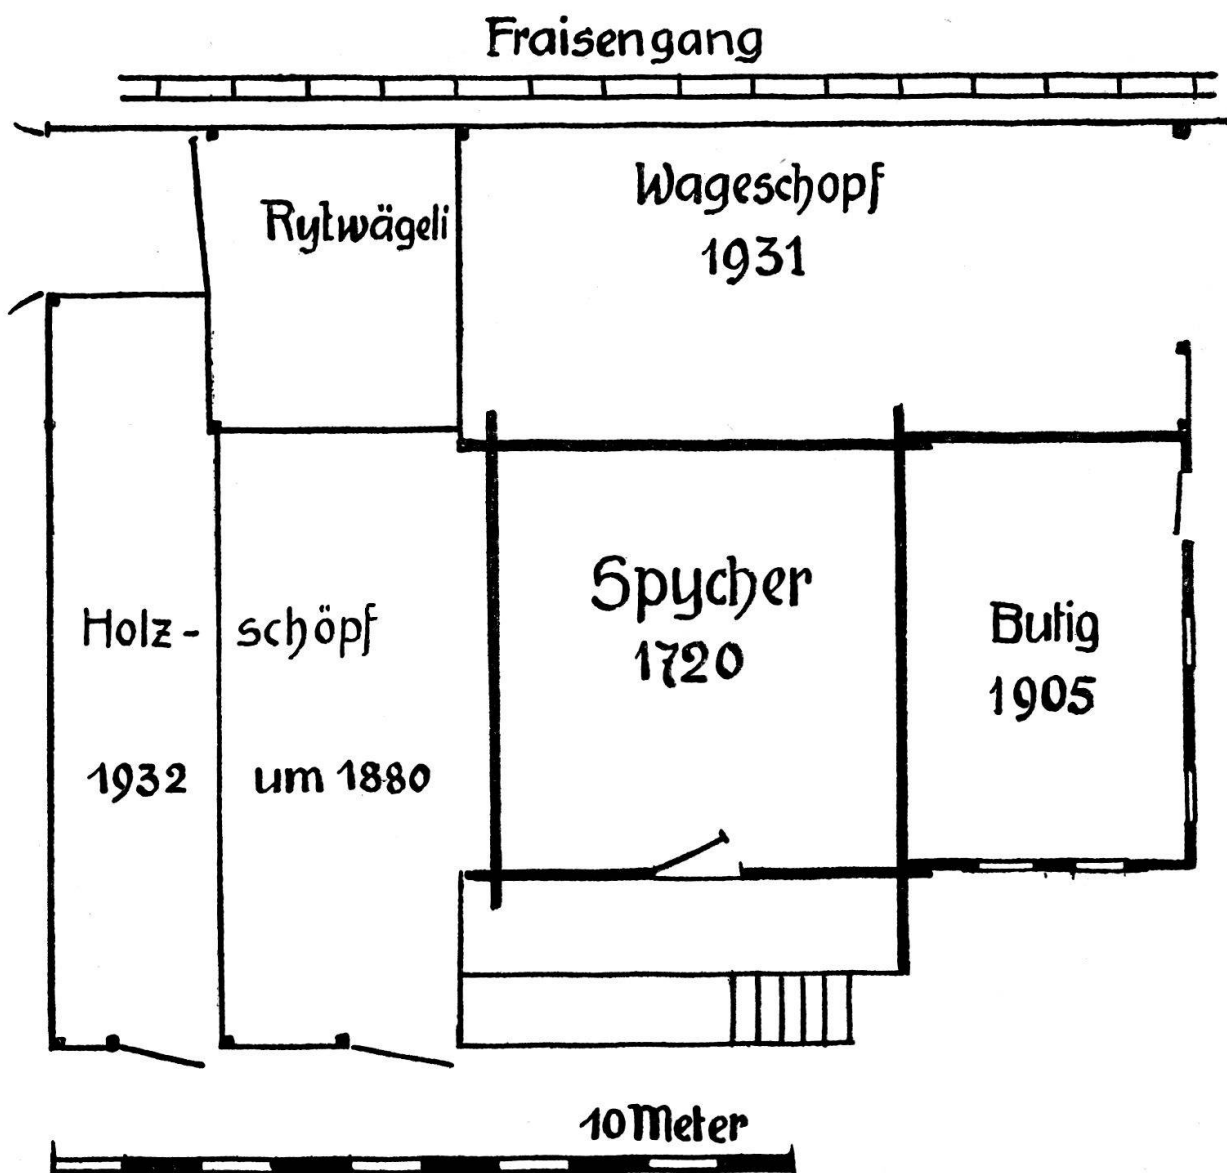 Fraisengang
Wageschopf
1931
Rytwägeli
Spycher
1720
Holz- schöpf
1932 um 1880
Butig
1905
10 Meter